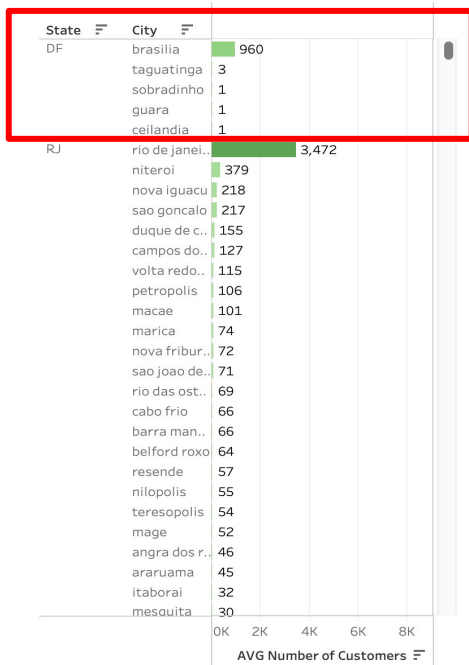 State City
DF brasilia 960
taguatinga 3
sobradinho 1
guara 1
ceilandia 1
RJ rio de janei.. 3,472
niteroi 379
nova iguacu 218
sao goncalo 217
duque de c.. 155
campos do.. 127
volta redo.. 115
petropolis 106
macae 101
marica 74
nova fribur.. 72
sao joao de.. 71
rio das ost.. 69
cabo frio 66
barra man.. 66
belford roxo 64
resende 57
nilopolis 55
teresopolis 54
mage 52
angra dos r.. 46
araruama 45
itaborai 32
mesquita 30
0K 2K 4K 6K 8K
AVG Number of Customers